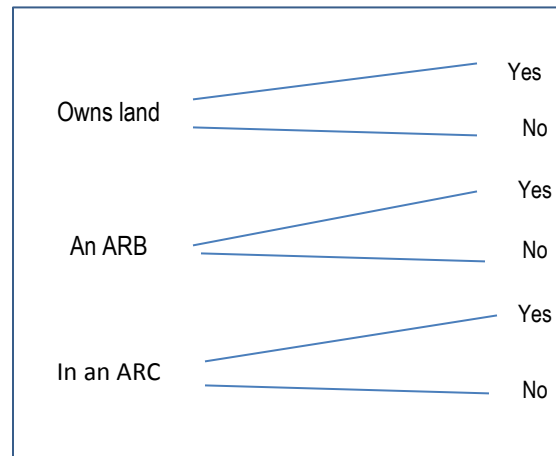 Yes
Owns land
No
Yes
An ARB
No
Yes
In an ARC
No